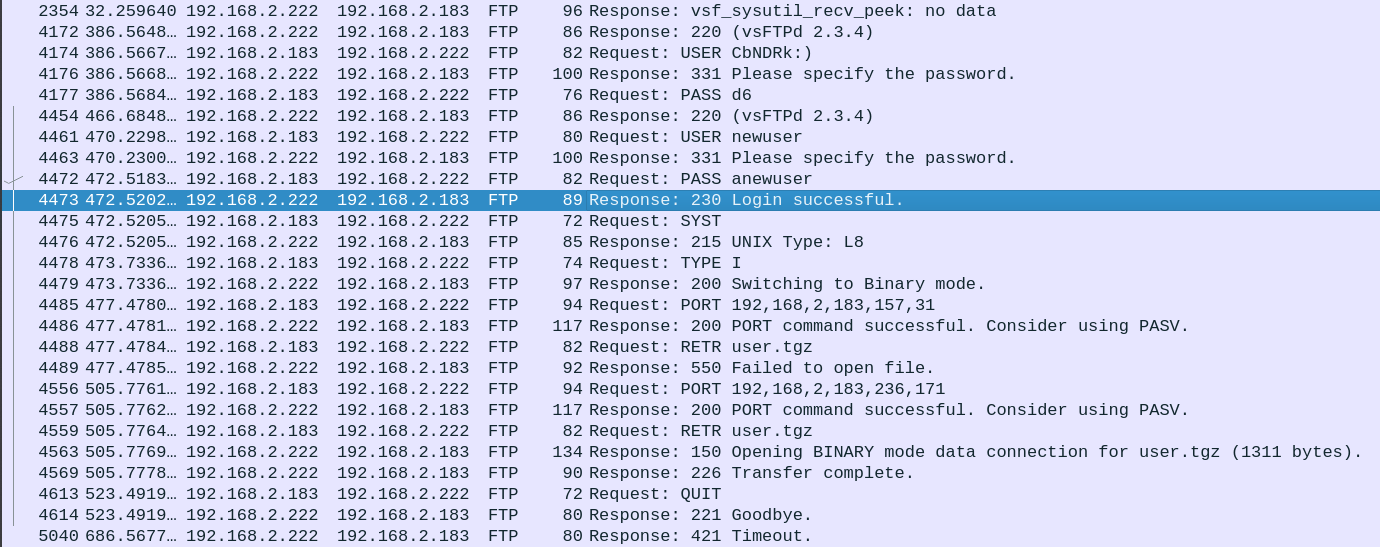 2354 32.259640 192.168.2.222 192.168.2.183 FTP 96 Response: vsf_sysutil_recv_peek: no data
4172 386.5648… 192.168.2.222 192.168.2.183 FTP 86 Response: 220 (vsFTPd 2.3.4)
4174 386.5667… 192.168.2.183 192.168.2.222 FTP 82 Request: USER CbNDRk:)
4176 386.5668… 192.168.2.222 192.168.2.183 FTP 100 Response: 331 Please specify the password.
4177 386.5684… 192.168.2.183 192.168.2.222 FTP 76 Request: PASS d6
4454 466.6848… 192.168.2.222 192.168.2.183 FTP 86 Response: 220 (vsFTPd 2.3.4)
4461 470.2298… 192.168.2.183 192.168.2.222 FTP 80 Request: USER newuser
4463 470.2300… 192.168.2.222 192.168.2.183 FTP 100 Response: 331 Please specify the password.
4472 472.5183… 192.168.2.183 192.168.2.222 FTP 82 Request: PASS anewuser
4473 472.5202… 192.168.2.222 192.168.2.183 FTP 89 Response: 230 Login successful.
4475 472.5205… 192.168.2.183 192.168.2.222 FTP 72 Request: SYST
4476 472.5205… 192.168.2.222 192.168.2.183 FTP 85 Response: 215 UNIX Type: L8
4478 473.7336… 192.168.2.183 192.168.2.222 FTP 74 Request: TYPE I
4479 473.7336… 192.168.2.222 192.168.2.183 FTP 97 Response: 200 Switching to Binary mode.
4485 477.4780… 192.168.2.183 192.168.2.222 FTP 94 Request: PORT 192,168,2,183,157,31
4486 477.4781… 192.168.2.222 192.168.2.183 FTP 117 Response: 200 PORT command successful. Consider using PASV.
4488 477.4784… 192.168.2.183 192.168.2.222 FTP 82 Request: RETR user.tgz
4489 477.4785… 192.168.2.222 192.168.2.183 FTP 92 Response: 550 Failed to open file.
4556 505.7761… 192.168.2.183 192.168.2.222 FTP 94 Request: PORT 192,168,2,183,236,171
4557 505.7762… 192.168.2.222 192.168.2.183 FTP 117 Response: 200 PORT command successful. Consider using PASV.
4559 505.7764… 192.168.2.183 192.168.2.222 FTP 82 Request: RETR user.tgz
4563 505.7769… 192.168.2.222 192.168.2.183 FTP 134 Response: 150 Opening BINARY mode data connection for user.tgz (1311 bytes).
4569 505.7778… 192.168.2.222 192.168.2.183 FTP 90 Response: 226 Transfer complete.
4613 523.4919… 192.168.2.183 192.168.2.222 FTP 72 Request: QUIT
4614 523.4919… 192.168.2.222 192.168.2.183 FTP 80 Response: 221 Goodbye.
5040 686.5677… 192.168.2.222 192.168.2.183 FTP 80 Response: 421 Timeout.